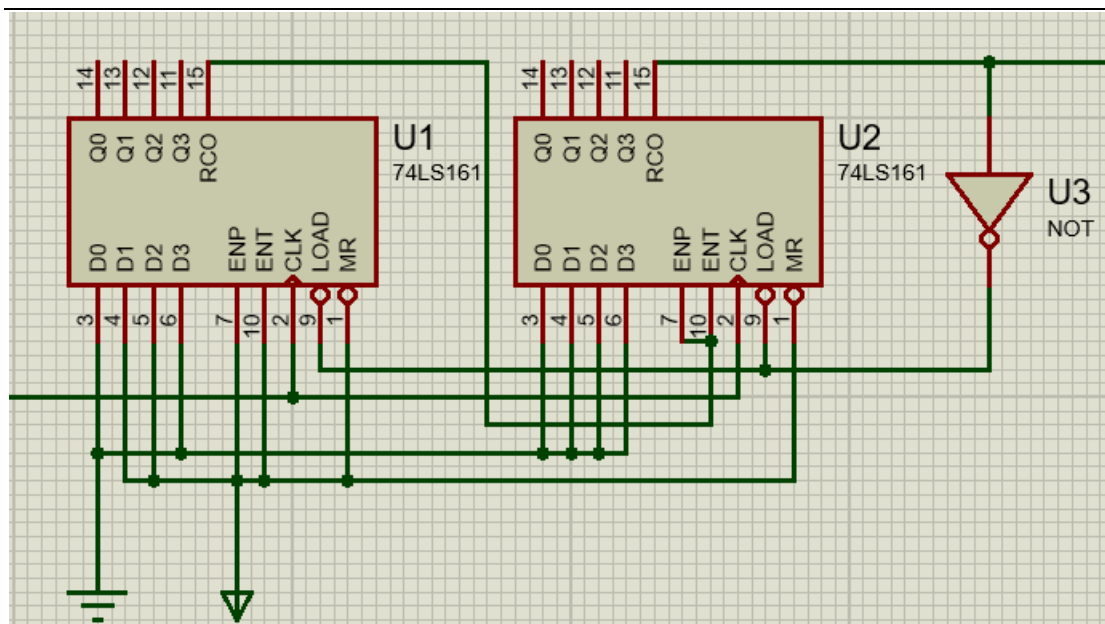 14 13 12 11 15
Q0 Q1 Q2 Q3 RCO
U1
74LS161
D0 D1 D2 D3 ENP ENT CLK LOAD MR
3 4 5 6 7 10 2 9 1
14 13 12 11 15
Q0 Q1 Q2 Q3 RCO
U2
74LS161
D0 D1 D2 D3 ENP ENT CLK LOAD MR
3 4 5 6 7 10 2 9 1
U3
NOT